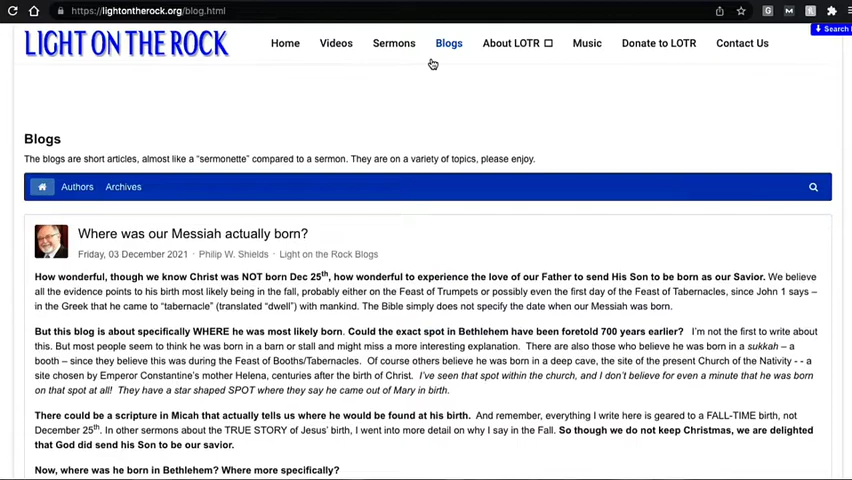 https://lightontherock.org/blog.html
Search
LIGHT ON THE ROCK
Home Videos Sermons Blogs About LOTR Music Donate to LOTR Contact Us
Blogs
The blogs are short articles, almost like a “sermonette” compared to a sermon. They are on a variety of topics, please enjoy.
Authors Archives
Where was our Messiah actually born?
Friday, 03 December 2021 · Philip W. Shields · Light on the Rock Blogs
How wonderful, though we know Christ was NOT born Dec 25th, how wonderful to experience the love of our Father to send His Son to be born as our Savior. We believe
all the evidence points to his birth most likely being in the fall, probably either on the Feast of Trumpets or possibly even the first day of the Feast of Tabernacles, since John 1 says –
in the Greek that he came to “tabernacle” (translated “dwell”) with mankind. The Bible simply does not specify the date when our Messiah was born.
But this blog is about specifically WHERE he was most likely born. Could the exact spot in Bethlehem have been foretold 700 years earlier? I’m not the first to write about
this. But most people seem to think he was born in a barn or stall and might miss a more interesting explanation. There are also those who believe he was born in a sukkah – a
booth – since they believe this was during the Feast of Booths/Tabernacles. Of course others believe he was born in a deep cave, the site of the present Church of the Nativity - - a
site chosen by Emperor Constantine’s mother Helena, centuries after the birth of Christ. I’ve seen that spot within the church, and I don’t believe for even a minute that he was born
on that spot at all! They have a star shaped SPOT where they say he came out of Mary in birth.
There could be a scripture in Micah that actually tells us where he would be found at his birth. And remember, everything I write here is geared to a FALL-TIME birth, not
December 25th. In other sermons about the TRUE STORY of Jesus’ birth, I went into more detail on why I say in the Fall. So though we do not keep Christmas, we are delighted
that God did send his Son to be our savior.
Now, where was he born in Bethlehem? Where more specifically?